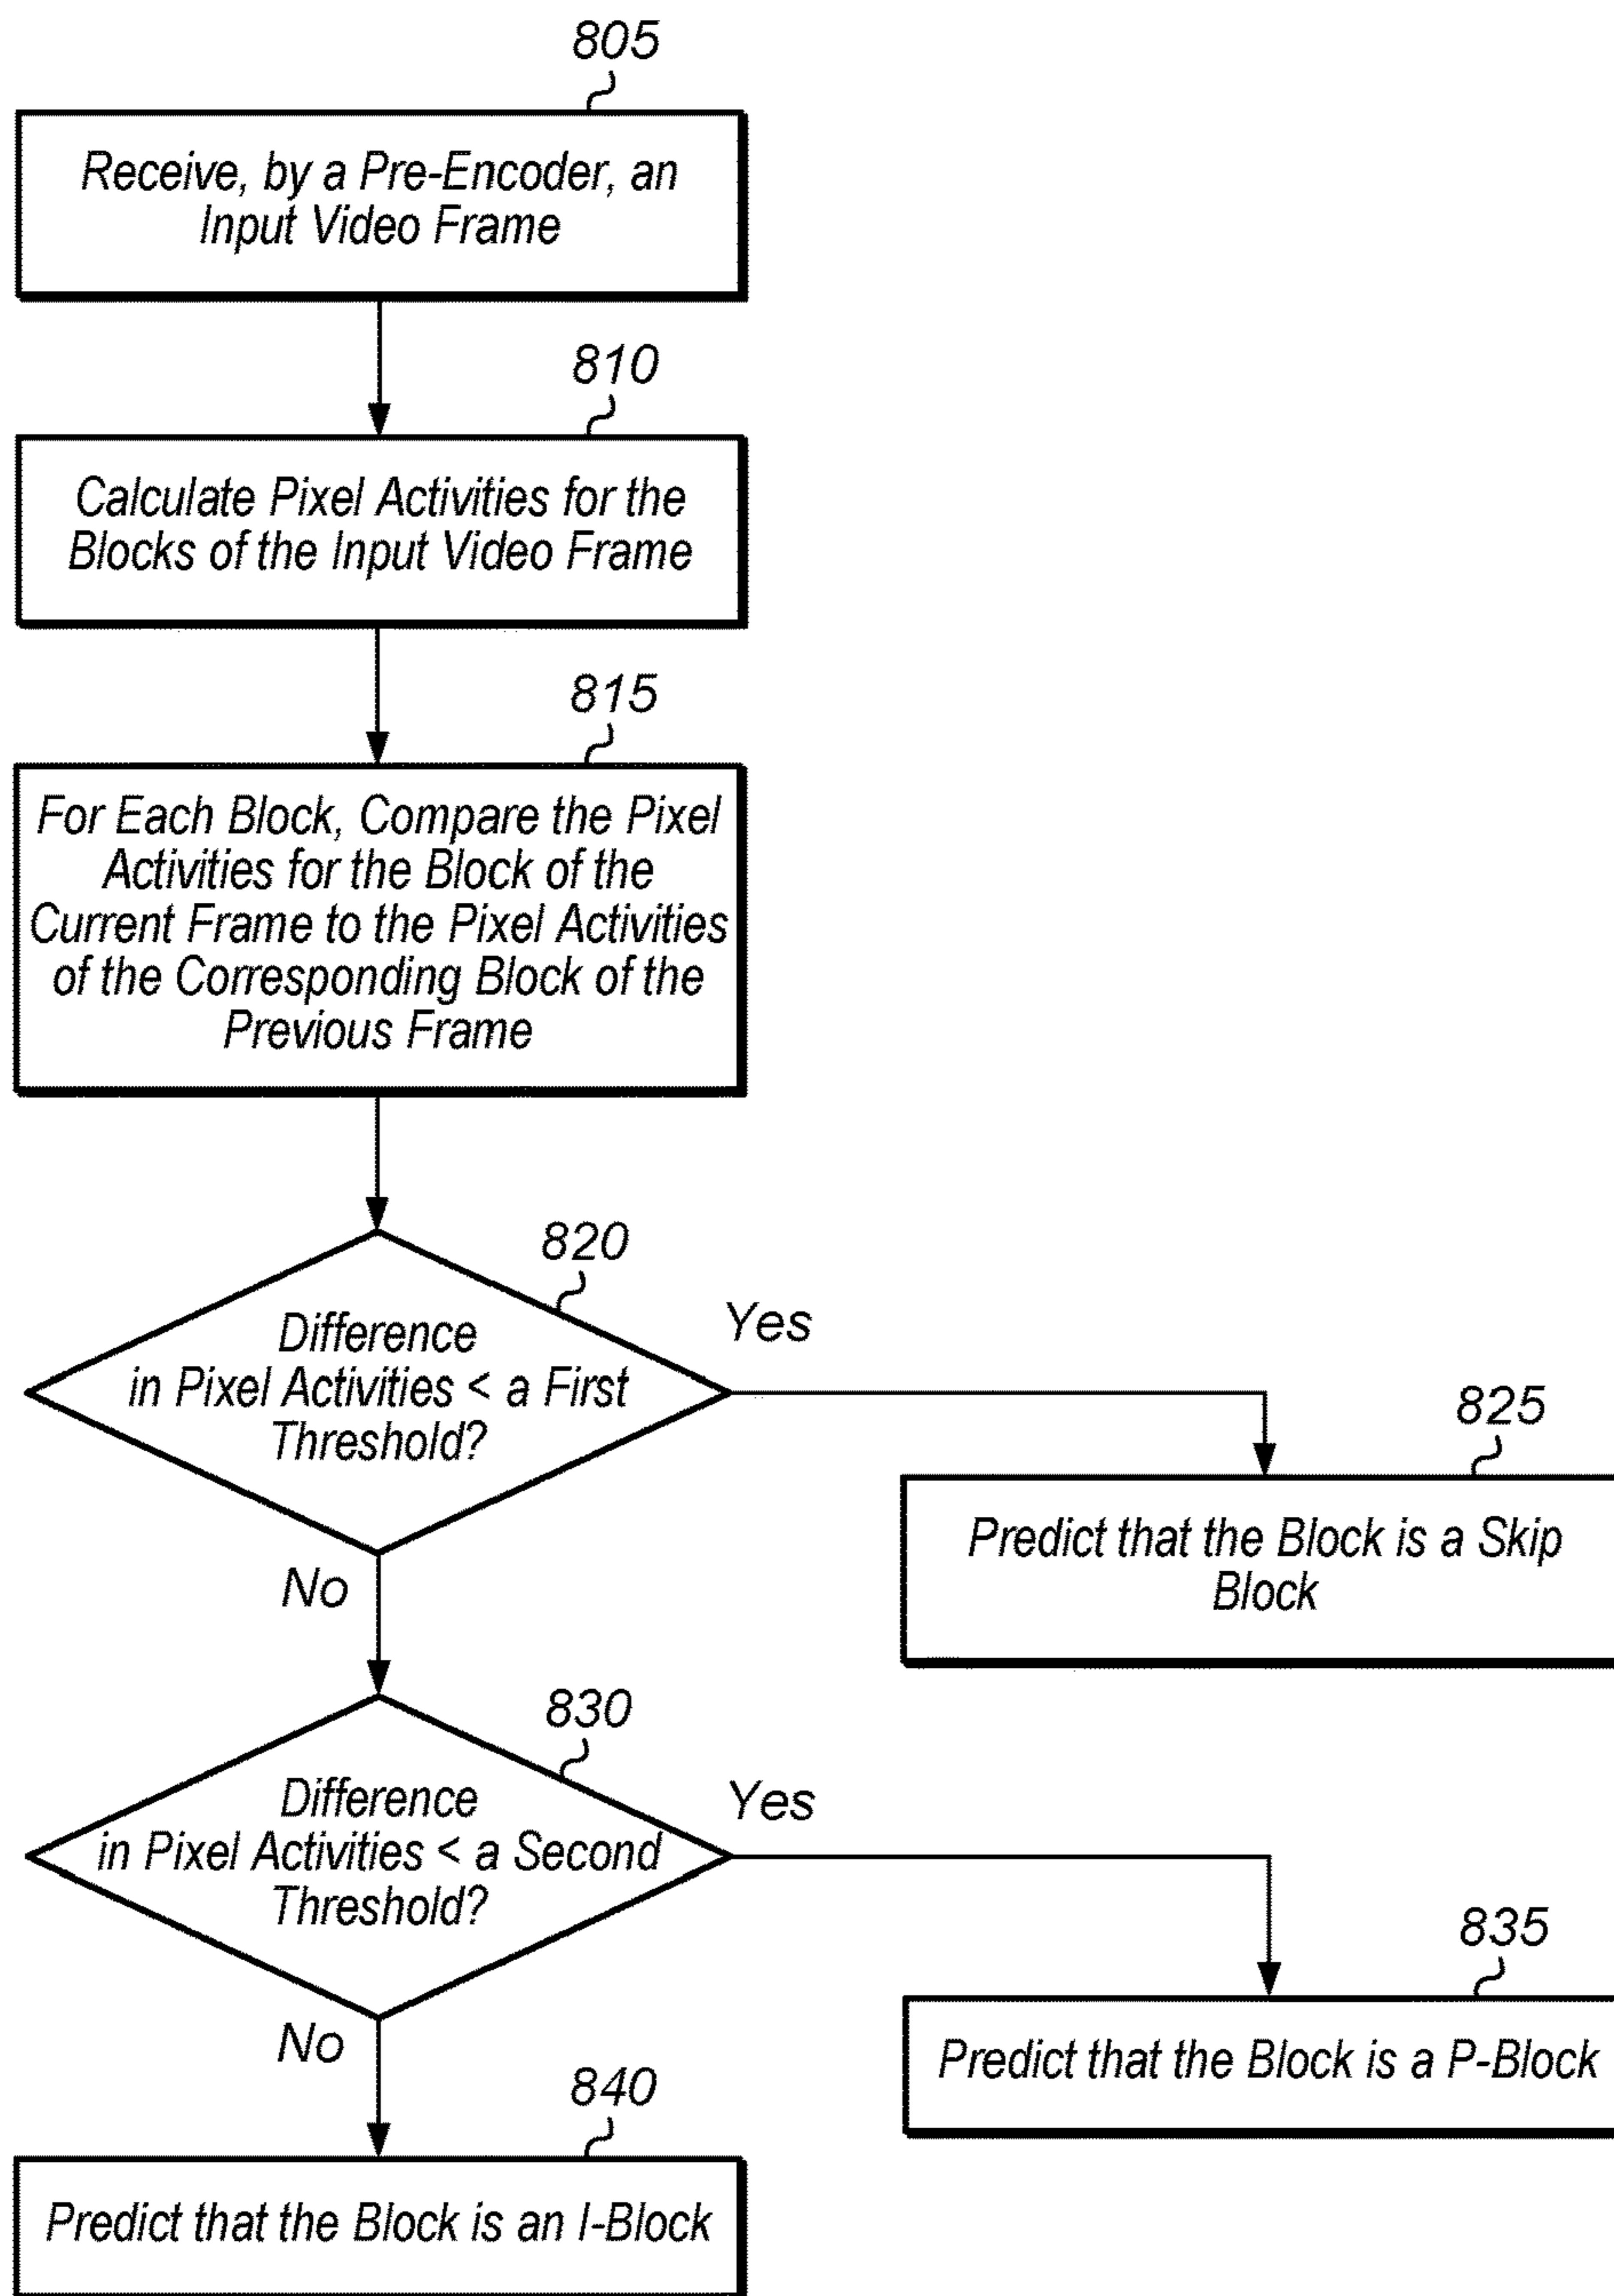 805
Receive, by a Pre-Encoder, an
Input Video Frame
810
Calculate Pixel Activities for the
Blocks of the Input Video Frame
815
For Each Block, Compare the Pixel
Activities for the Block of the
Current Frame to the Pixel Activities
of the Corresponding Block of the
Previous Frame
820
Difference
in Pixel Activities < a First
Threshold?
Yes
825
Predict that the Block is a Skip
Block
No
830
Difference
in Pixel Activities < a Second
Threshold?
Yes
835
Predict that the Block is a P-Block
No
840
Predict that the Block is an I-Block